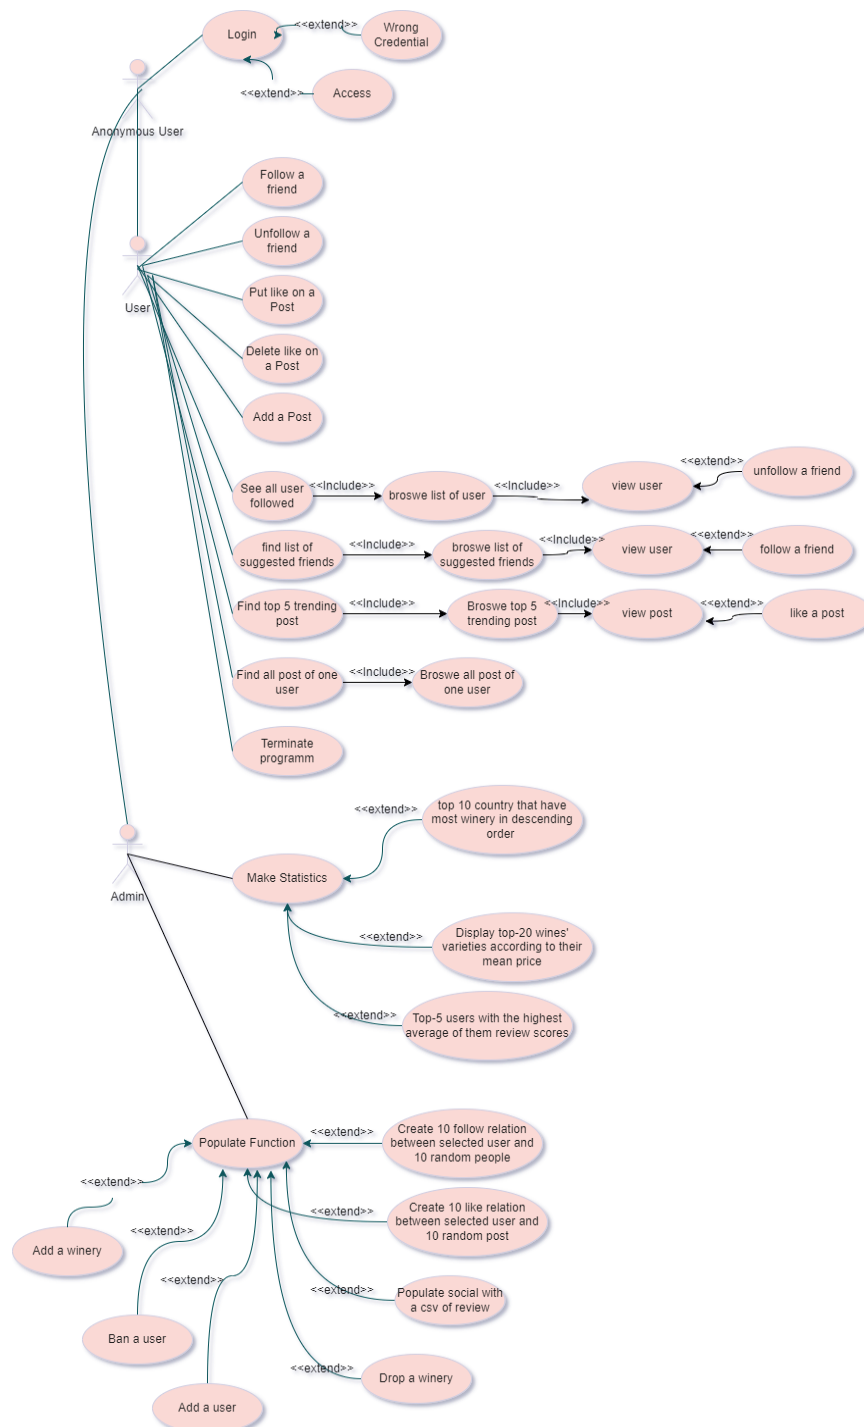 Login
<<extend>>
Wrong
Credential
<<extend>>
Access
Anonymous User
Follow a
friend
Unfollow a
friend
User
Put like on a
Post
Delete like on
a Post
Add a Post
See all user
followed
<<Include>>
broswe list of user
<<Include>>
view user
<<extend>>
unfollow a friend
find list of
suggested friends
<<Include>>
broswe list of
suggested friends
<<Include>>
view user
<<extend>>
follow a friend
Find top 5 trending
post
<<Include>>
Broswe top 5
trending post
<<Include>>
view post
<<extend>>
like a post
Find all post of one
user
<<Include>>
Broswe all post of
one user
Terminate
programm
Admin
Make Statistics
<<extend>>
top 10 country that have
most winery in descending
order
<<extend>>
Display top-20 wines'
varieties according to their
mean price
<<extend>>
Top-5 users with the highest
average of them review scores
Populate Function
<<extend>>
Create 10 follow relation
between selected user and
10 random people
<<extend>>
Add a winery
<<extend>>
Create 10 like relation
between selected user and
10 random post
<<extend>>
Ban a user
<<extend>>
Populate social with
a csv of review
<<extend>>
Add a user
<<extend>>
Drop a winery